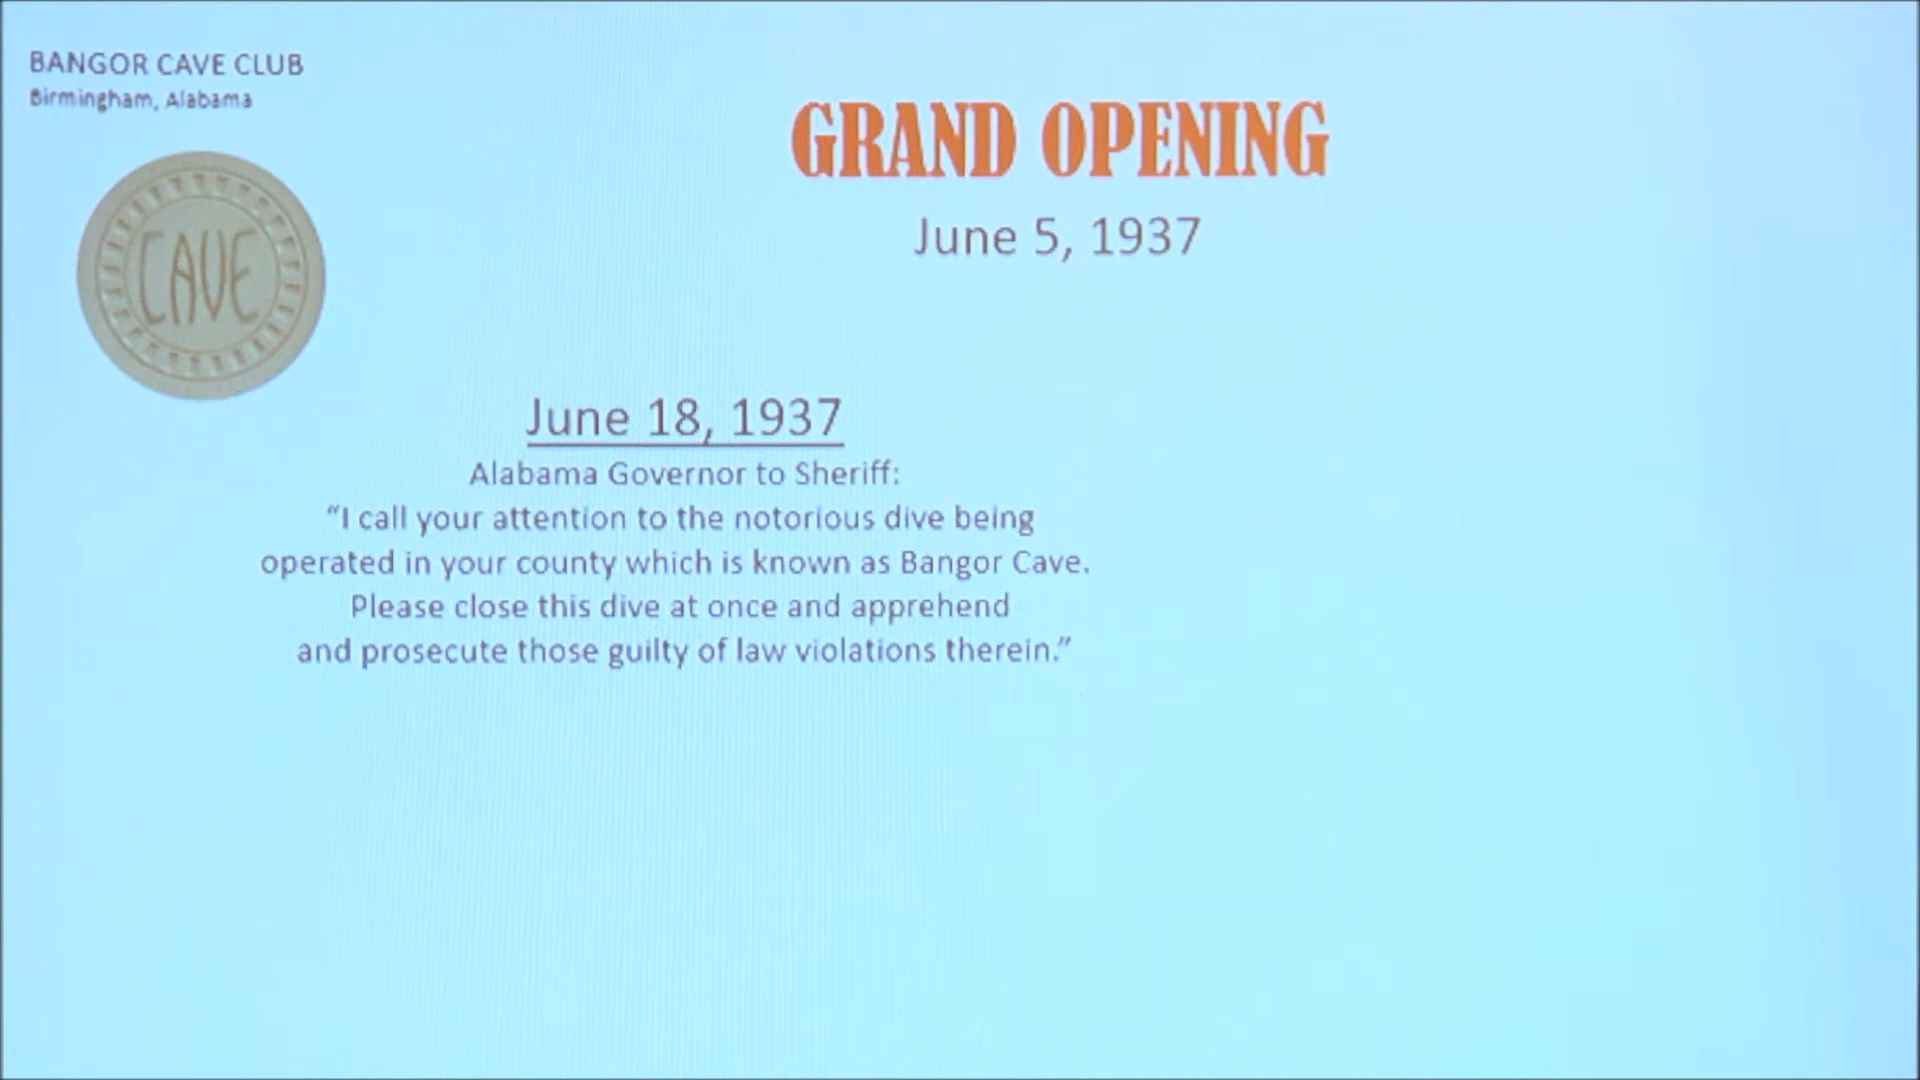 BANGOR CAVE CLUB
Birmingham, Alabama
GRAND OPENING
June 5, 1937
CAVE
June 18, 1937
Alabama Governor to Sheriff:
“I call your attention to the notorious dive being
operated in your county which is known as Bangor Cave.
Please close this dive at once and apprehend
and prosecute those guilty of law violations therein.”